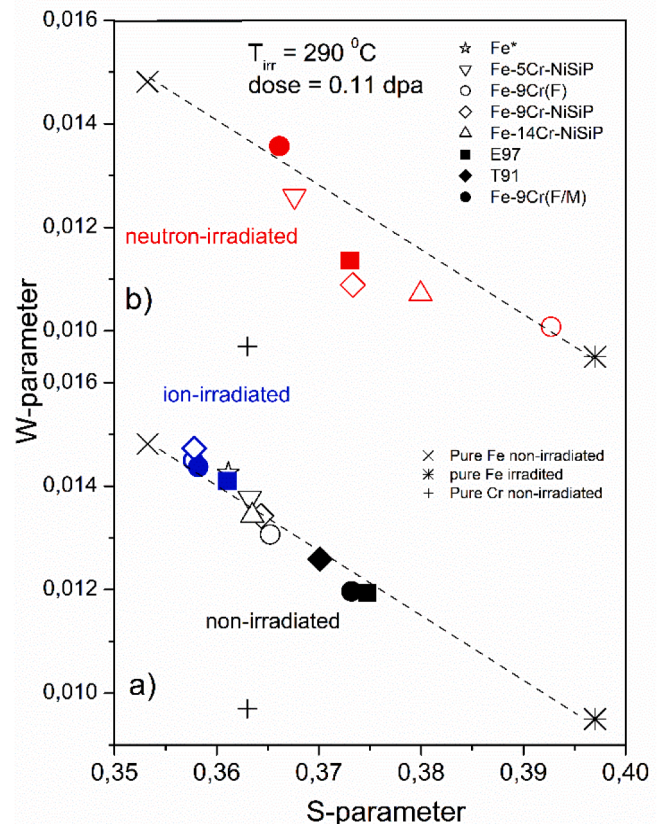 T_irr = 290 ⁰C
dose = 0.11 dpa
Fe*
Fe-5Cr-NiSiP
Fe-9Cr(F)
Fe-9Cr-NiSiP
Fe-14Cr-NiSiP
E97
T91
Fe-9Cr(F/M)
neutron-irradiated
b)
ion-irradiated
Pure Fe non-irradiated
pure Fe irradited
Pure Cr non-irradiated
non-irradiated
a)
W-parameter
0,016
0,014
0,012
0,010
0,016
0,014
0,012
0,010
0,35 0,36 0,37 0,38 0,39 0,40
S-parameter